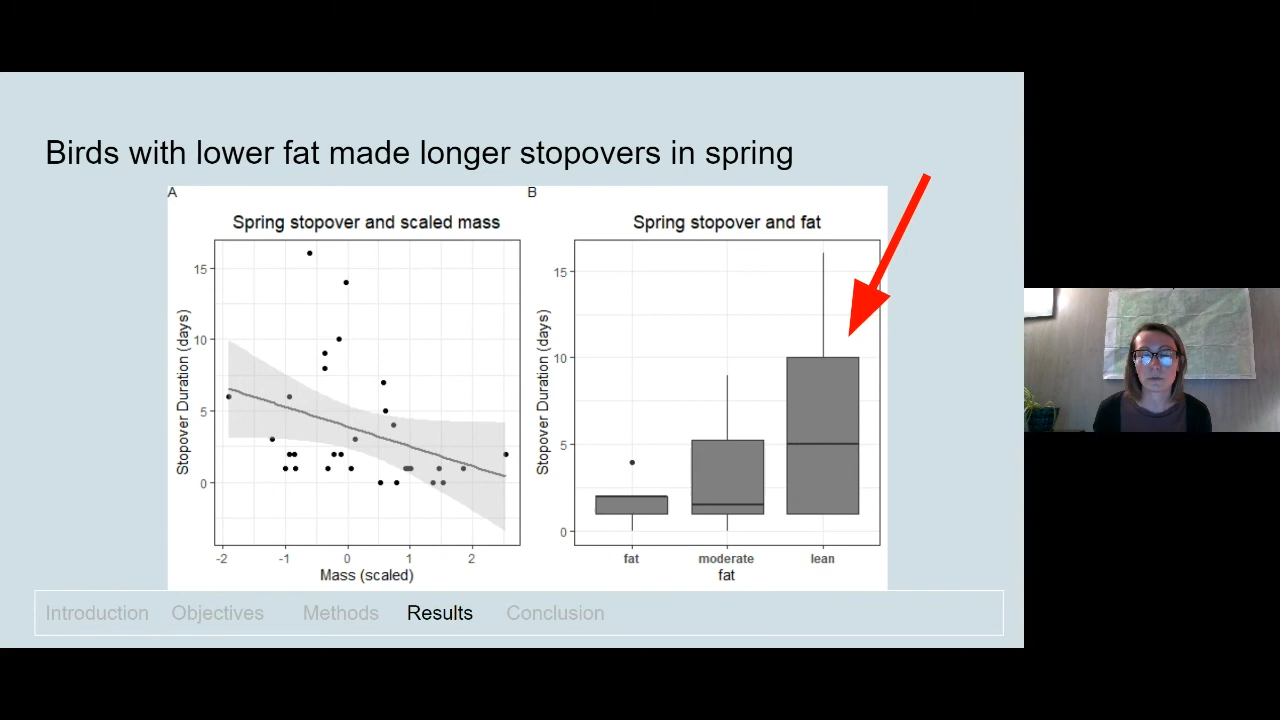 Birds with lower fat made longer stopovers in spring
A
Spring stopover and scaled mass
Stopover Duration (days)
15
10
5
0
-2 -1 0 1 2
Mass (scaled)
B
Spring stopover and fat
Stopover Duration (days)
15
10
5
0
fat moderate lean
fat
Introduction Objectives Methods Results Conclusion